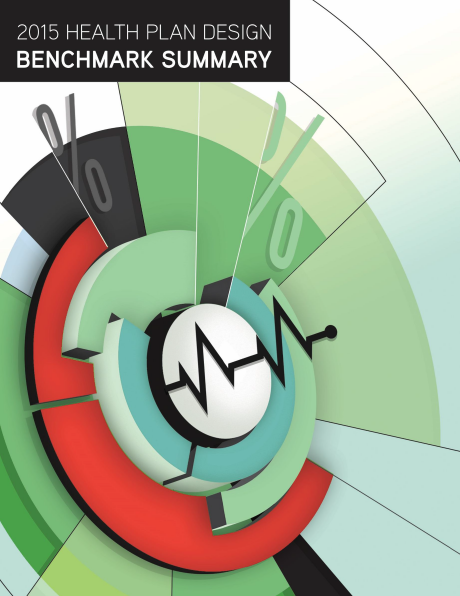 2015 HEALTH PLAN DESIGN
BENCHMARK SUMMARY
%
%